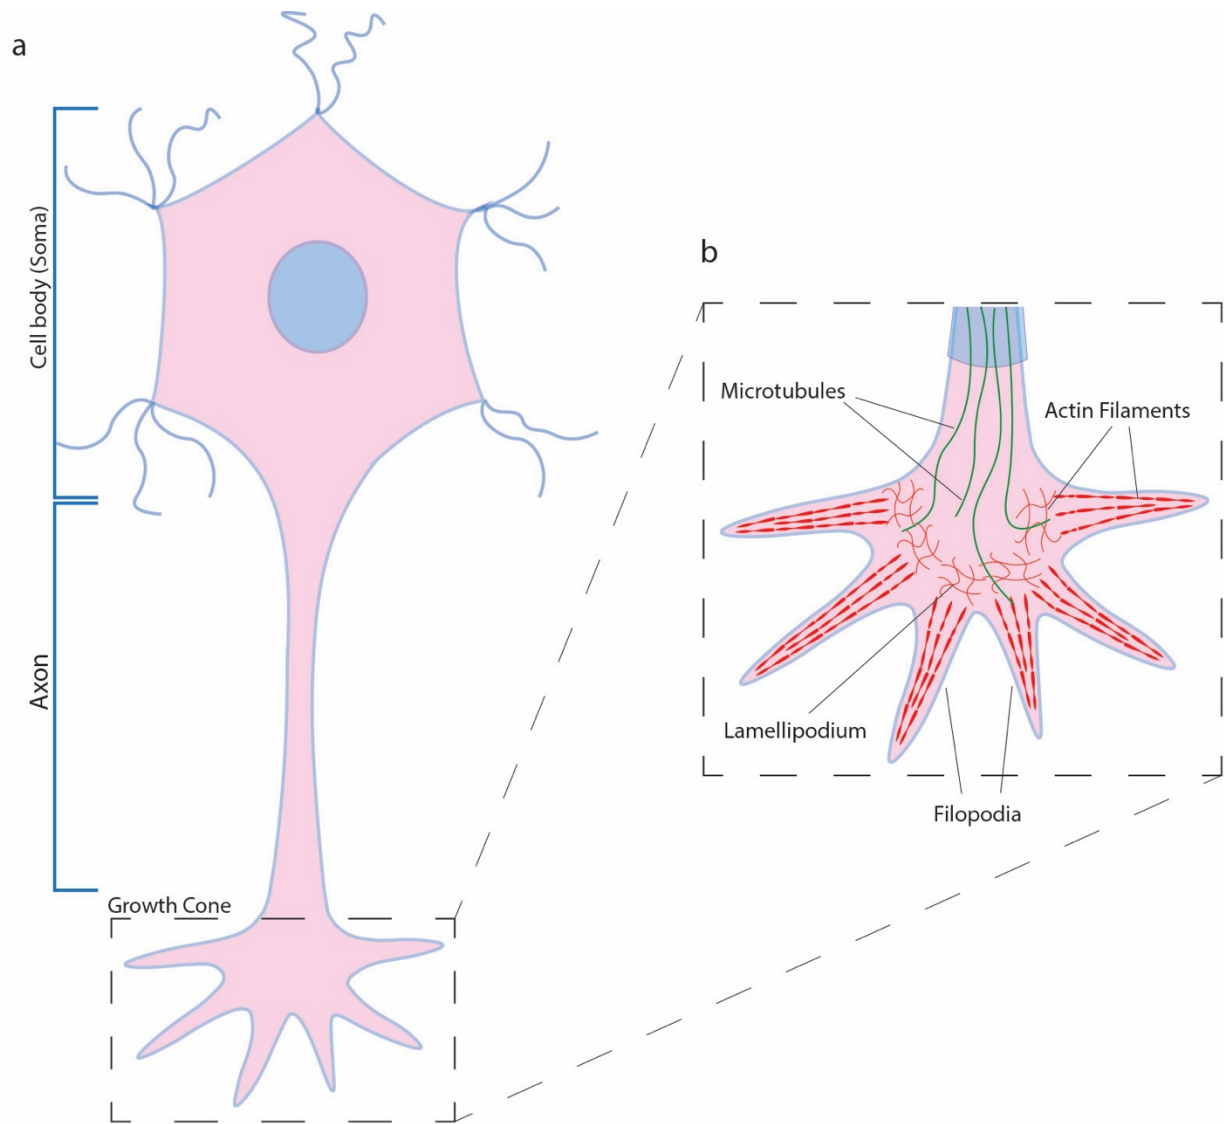 a
Cell body (Soma)
Axon
Growth Cone
b
Microtubules
Actin Filaments
Lamellipodium
Filopodia